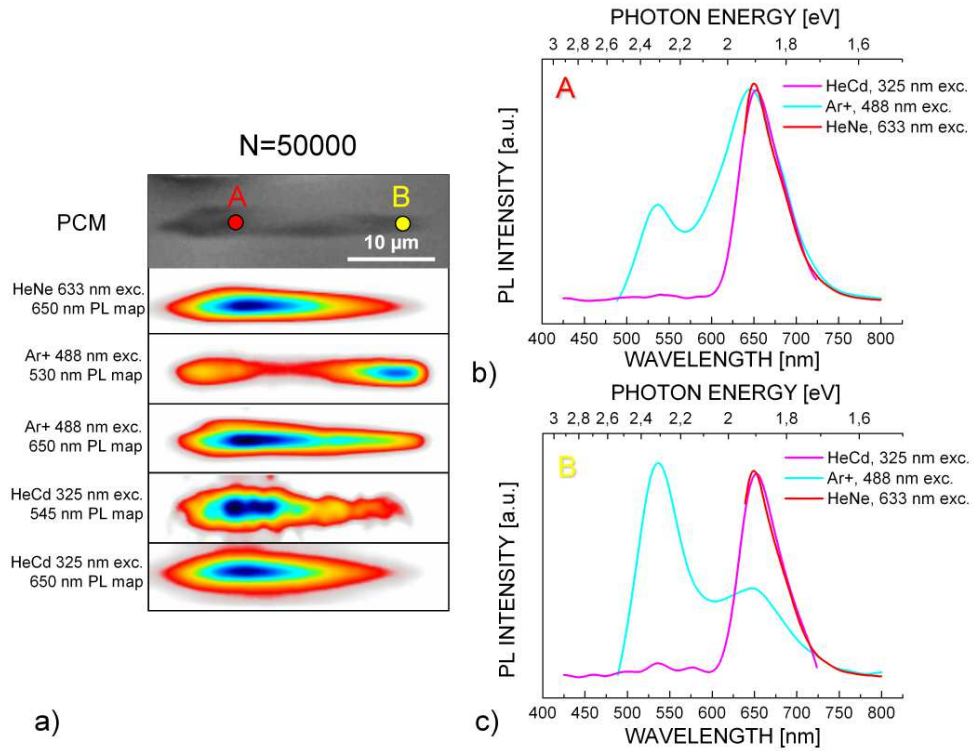 a)
N=50000
PCM
A
B
10 µm
HeNe 633 nm exc.
650 nm PL map
Ar+ 488 nm exc.
530 nm PL map
Ar+ 488 nm exc.
650 nm PL map
HeCd 325 nm exc.
545 nm PL map
HeCd 325 nm exc.
650 nm PL map
b)
PHOTON ENERGY [eV]
3 2,8 2,6 2,4 2,2 2 1,8 1,6
A
HeCd, 325 nm exc.
Ar+, 488 nm exc.
HeNe, 633 nm exc.
PL INTENSITY [a.u.]
400 450 500 550 600 650 700 750 800
WAVELENGTH [nm]
c)
PHOTON ENERGY [eV]
3 2,8 2,6 2,4 2,2 2 1,8 1,6
B
HeCd, 325 nm exc.
Ar+, 488 nm exc.
HeNe, 633 nm exc.
PL INTENSITY [a.u.]
400 450 500 550 600 650 700 750 800
WAVELENGTH [nm]